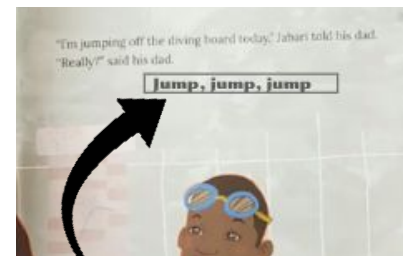 "I'm jumping off the diving board today," Jabari told his dad.
"Really?" said his dad.
Jump, jump, jump